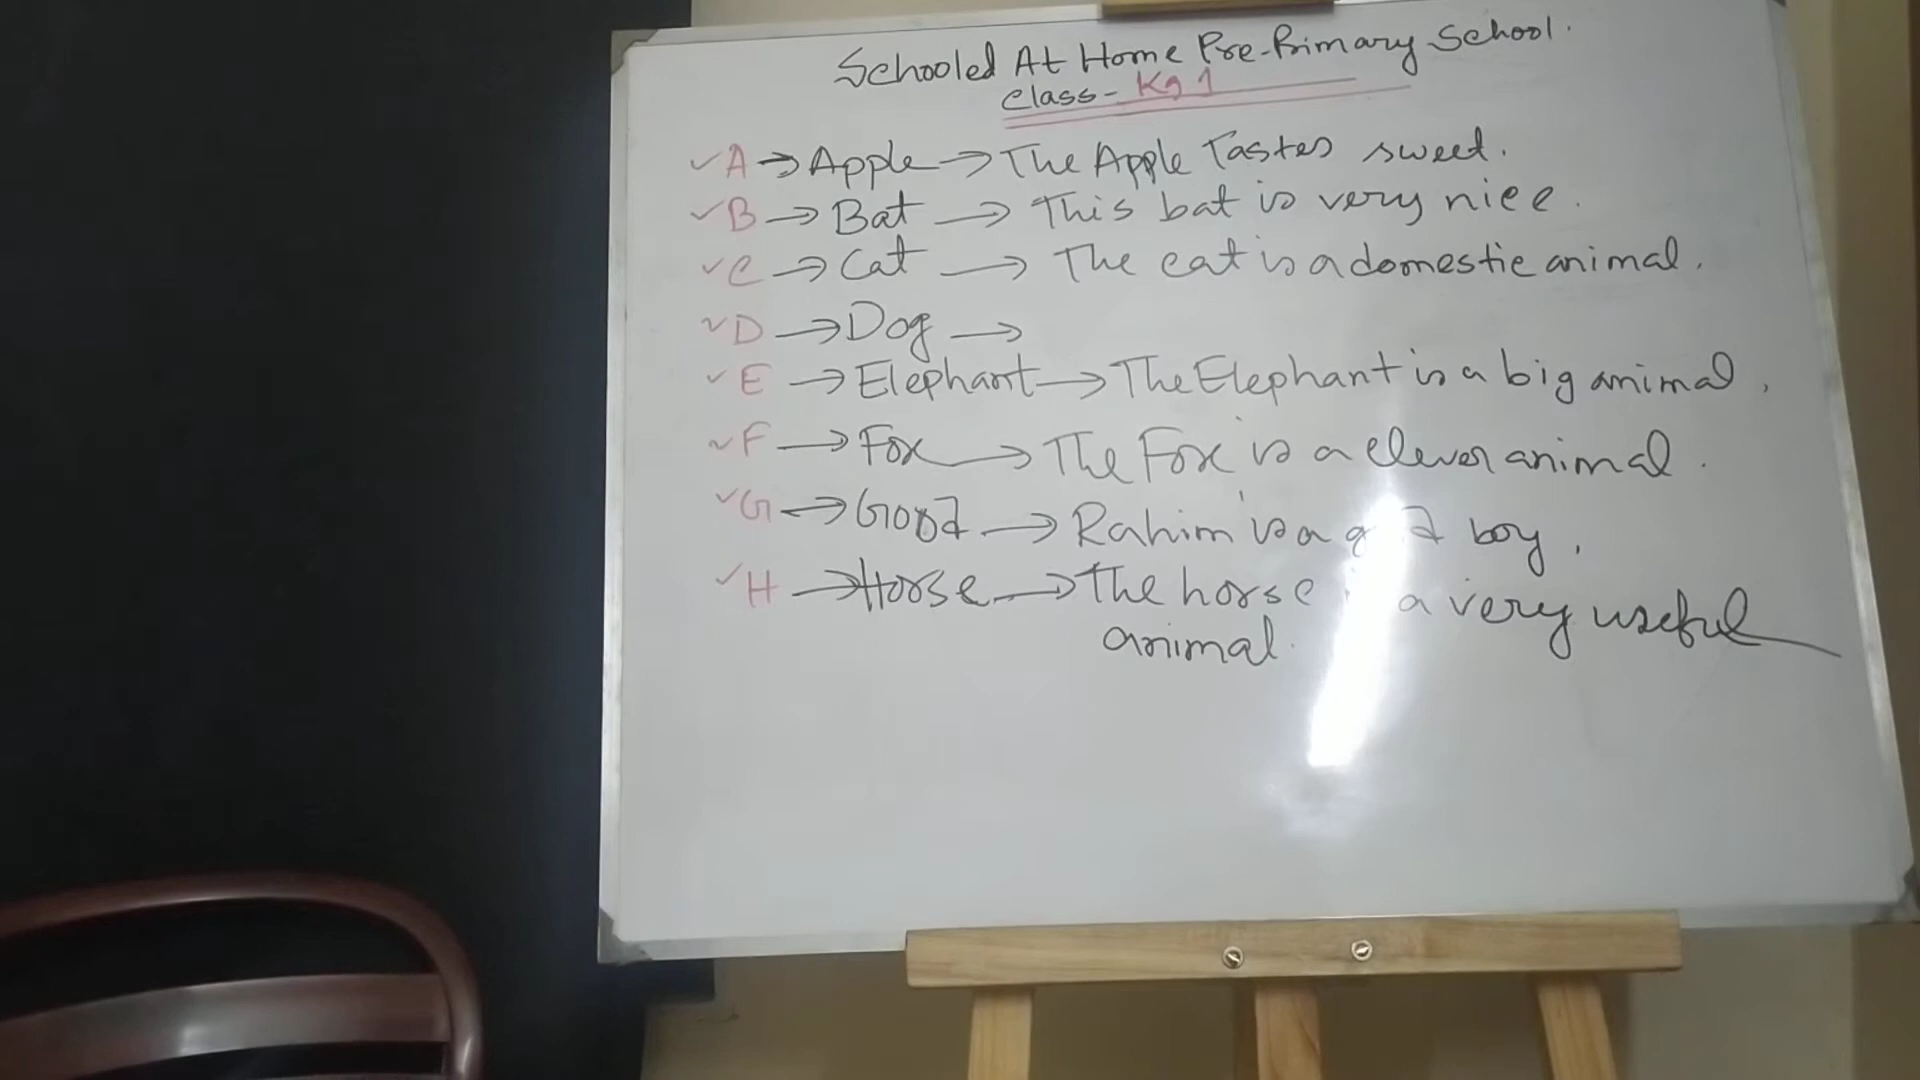 Schooled At Home Pre-Primary School.
Class- Kg 1
A → Apple → The Apple Tastes sweet.
B → Bat → This bat is very nice.
C → Cat → The cat is a domestic animal.
D → Dog →
E → Elephant → The Elephant is a big animal.
F → Fox → The Fox is a clever animal.
G → Good → Rahim is a boy.
H → Horse → The horse a very useful
animal.